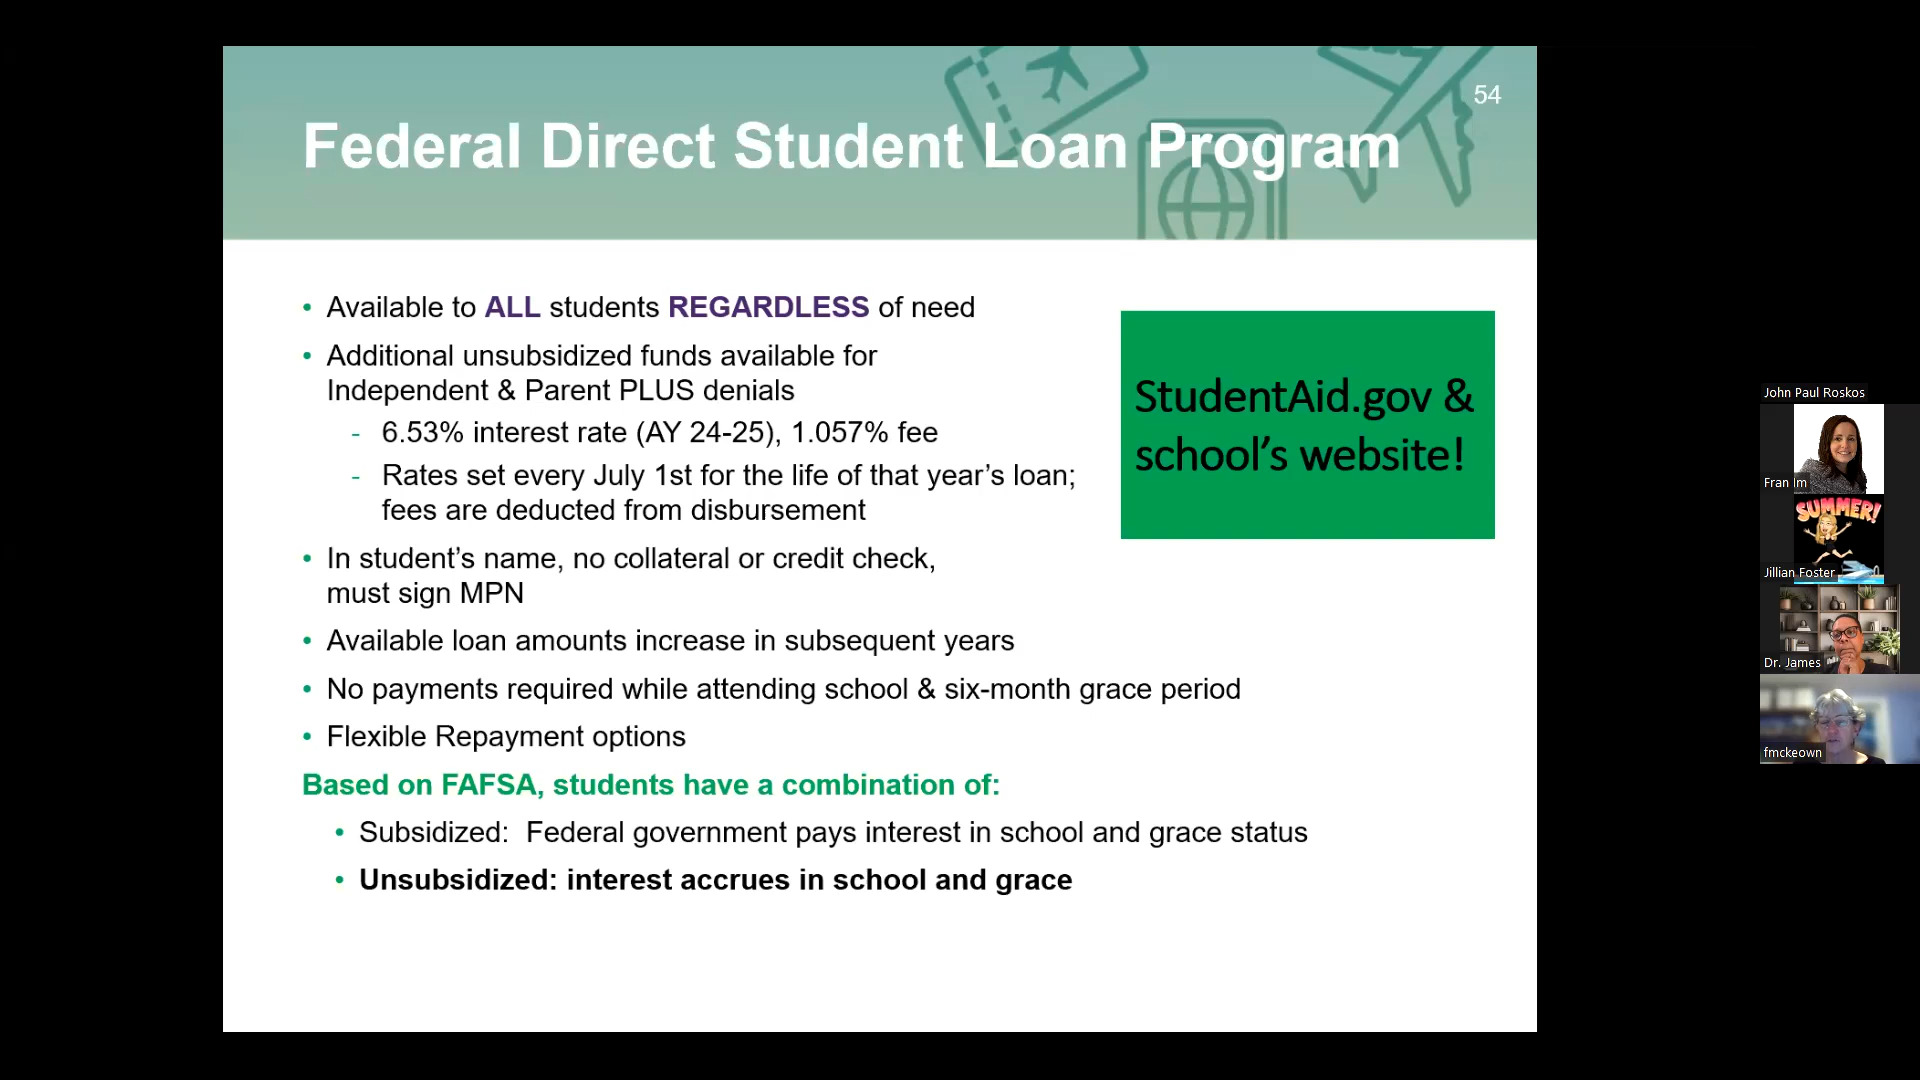 54
Federal Direct Student Loan Program
• Available to ALL students REGARDLESS of need
• Additional unsubsidized funds available for
Independent & Parent PLUS denials
- 6.53% interest rate (AY 24-25), 1.057% fee
- Rates set every July 1st for the life of that year’s loan;
fees are deducted from disbursement
• In student’s name, no collateral or credit check,
must sign MPN
• Available loan amounts increase in subsequent years
• No payments required while attending school & six-month grace period
• Flexible Repayment options
Based on FAFSA, students have a combination of:
• Subsidized:  Federal government pays interest in school and grace status
• Unsubsidized: interest accrues in school and grace
StudentAid.gov &
school’s website!
John Paul Roskos
Fran Im
SUMMER!
Jillian Foster
Dr. James
fmckeown